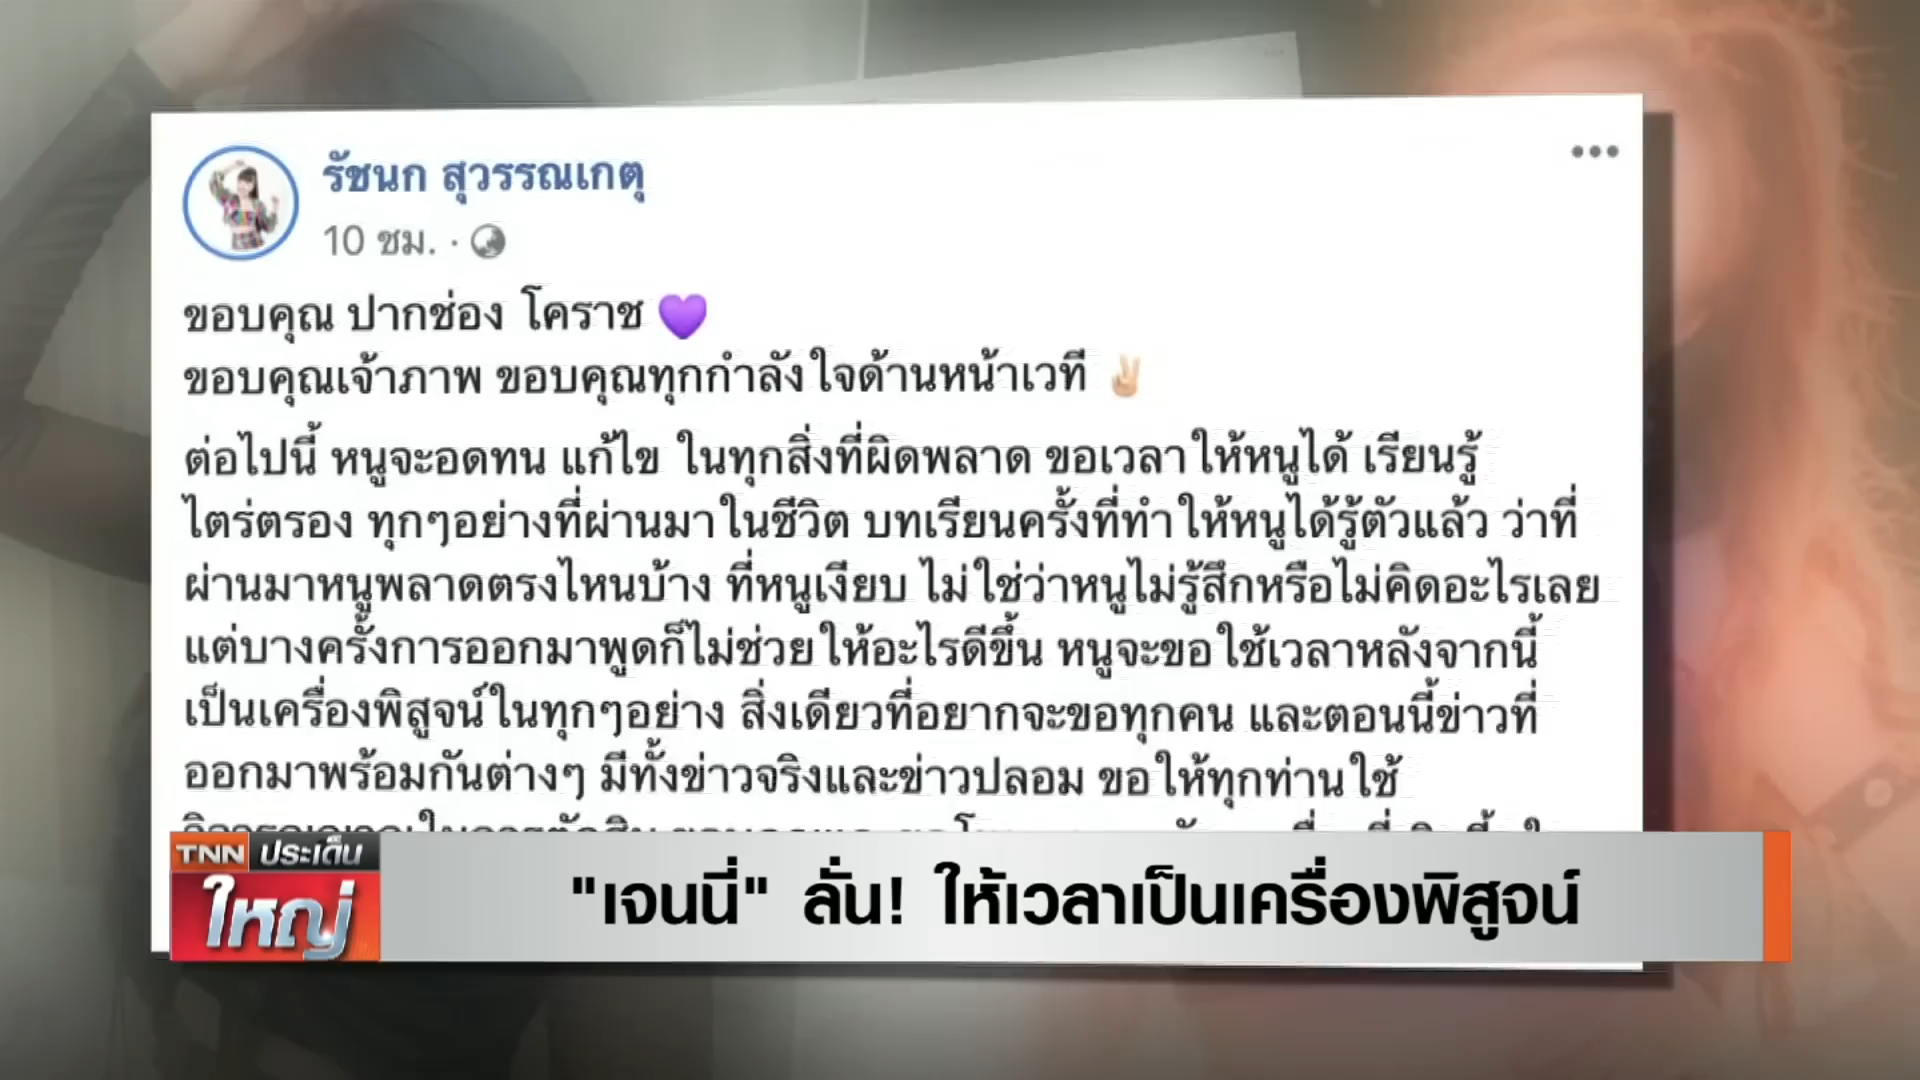 รัชนก สุวรรณเกตุ
10 ชม. ·
ขอบคุณ ปากช่อง โคราช 💜
ขอบคุณเจ้าภาพ ขอบคุณทุกกำลังใจด้านหน้าเวที ✌🏻
ต่อไปนี้ หนูจะอดทน แก้ไข ในทุกสิ่งที่ผิดพลาด ขอเวลาให้หนูได้ เรียนรู้
ไตร่ตรอง ทุกๆอย่างที่ผ่านมาในชีวิต บทเรียนครั้งที่ทำให้หนูได้รู้ตัวแล้ว ว่าที่
ผ่านมาหนูพลาดตรงไหนบ้าง ที่หนูเงียบ ไม่ใช่ว่าหนูไม่รู้สึกหรือไม่คิดอะไรเลย
แต่บางครั้งการออกมาพูดก็ไม่ช่วยให้อะไรดีขึ้น หนูจะขอใช้เวลาหลังจากนี้
เป็นเครื่องพิสูจน์ในทุกๆอย่าง สิ่งเดียวที่อยากจะขอทุกคน และตอนนี้ข่าวที่
ออกมาพร้อมกันต่างๆ มีทั้งข่าวจริงและข่าวปลอม ขอให้ทุกท่านใช้
TNN ประเด็น
ใหญ่
"เจนนี่" ลั่น! ให้เวลาเป็นเครื่องพิสูจน์